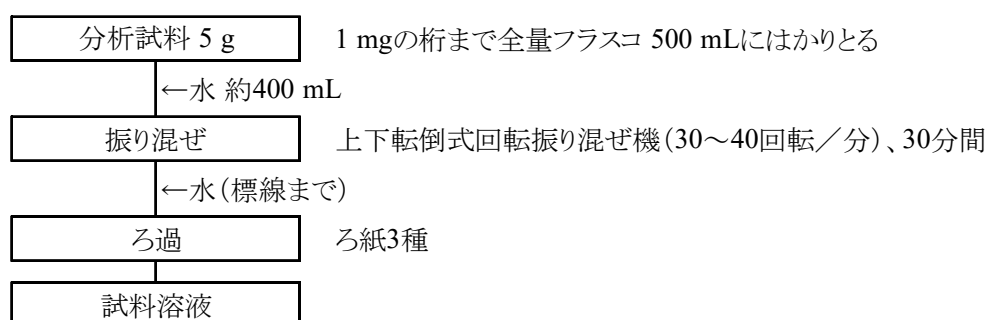 分析試料 5 g 1 mgの桁まで全量フラスコ 500 mLにはかりとる
←水 約400 mL
振り混ぜ 上下転倒式回転振り混ぜ機(30～40回転／分)、30分間
←水(標線まで)
ろ過 ろ紙3種
試料溶液